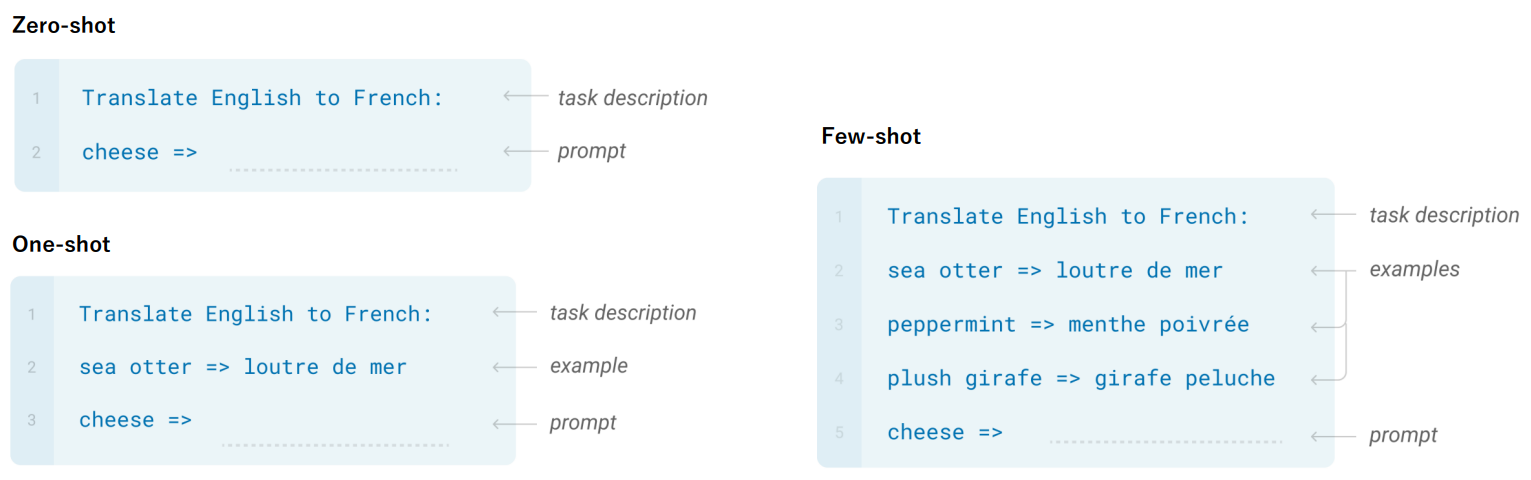 Zero-shot
1 Translate English to French: task description
2 cheese => prompt
One-shot
1 Translate English to French: task description
2 sea otter => loutre de mer example
3 cheese => prompt
Few-shot
1 Translate English to French: task description
2 sea otter => loutre de mer examples
3 peppermint => menthe poivrée
4 plush girafe => girafe peluche
5 cheese => prompt